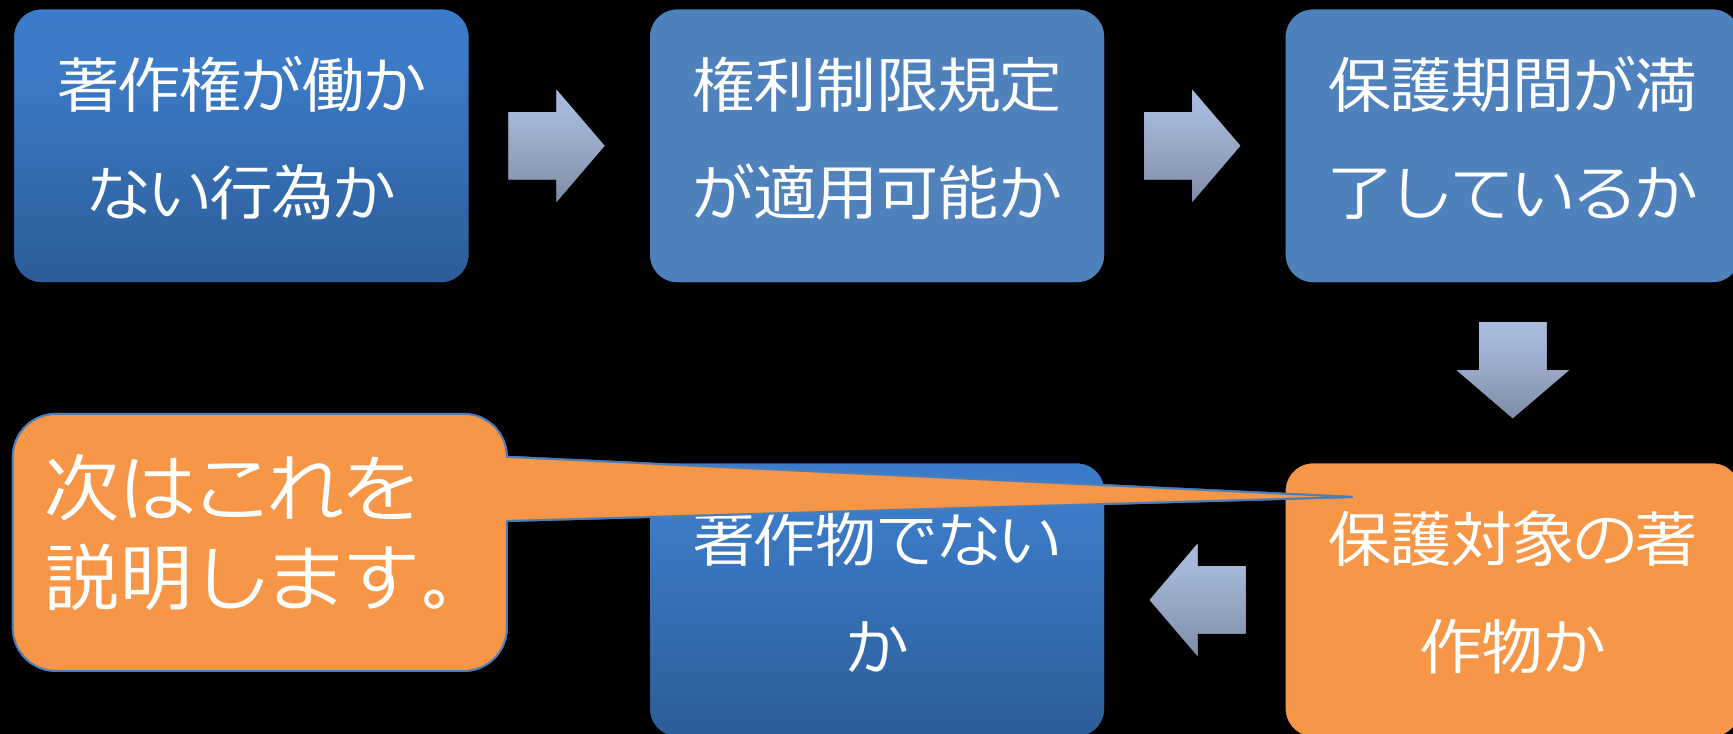 著作権が働か
ない行為か
権利制限規定
が適用可能か
保護期間が満
了しているか
保護対象の著
作物か
著作物でない
か
次はこれを
説明します。